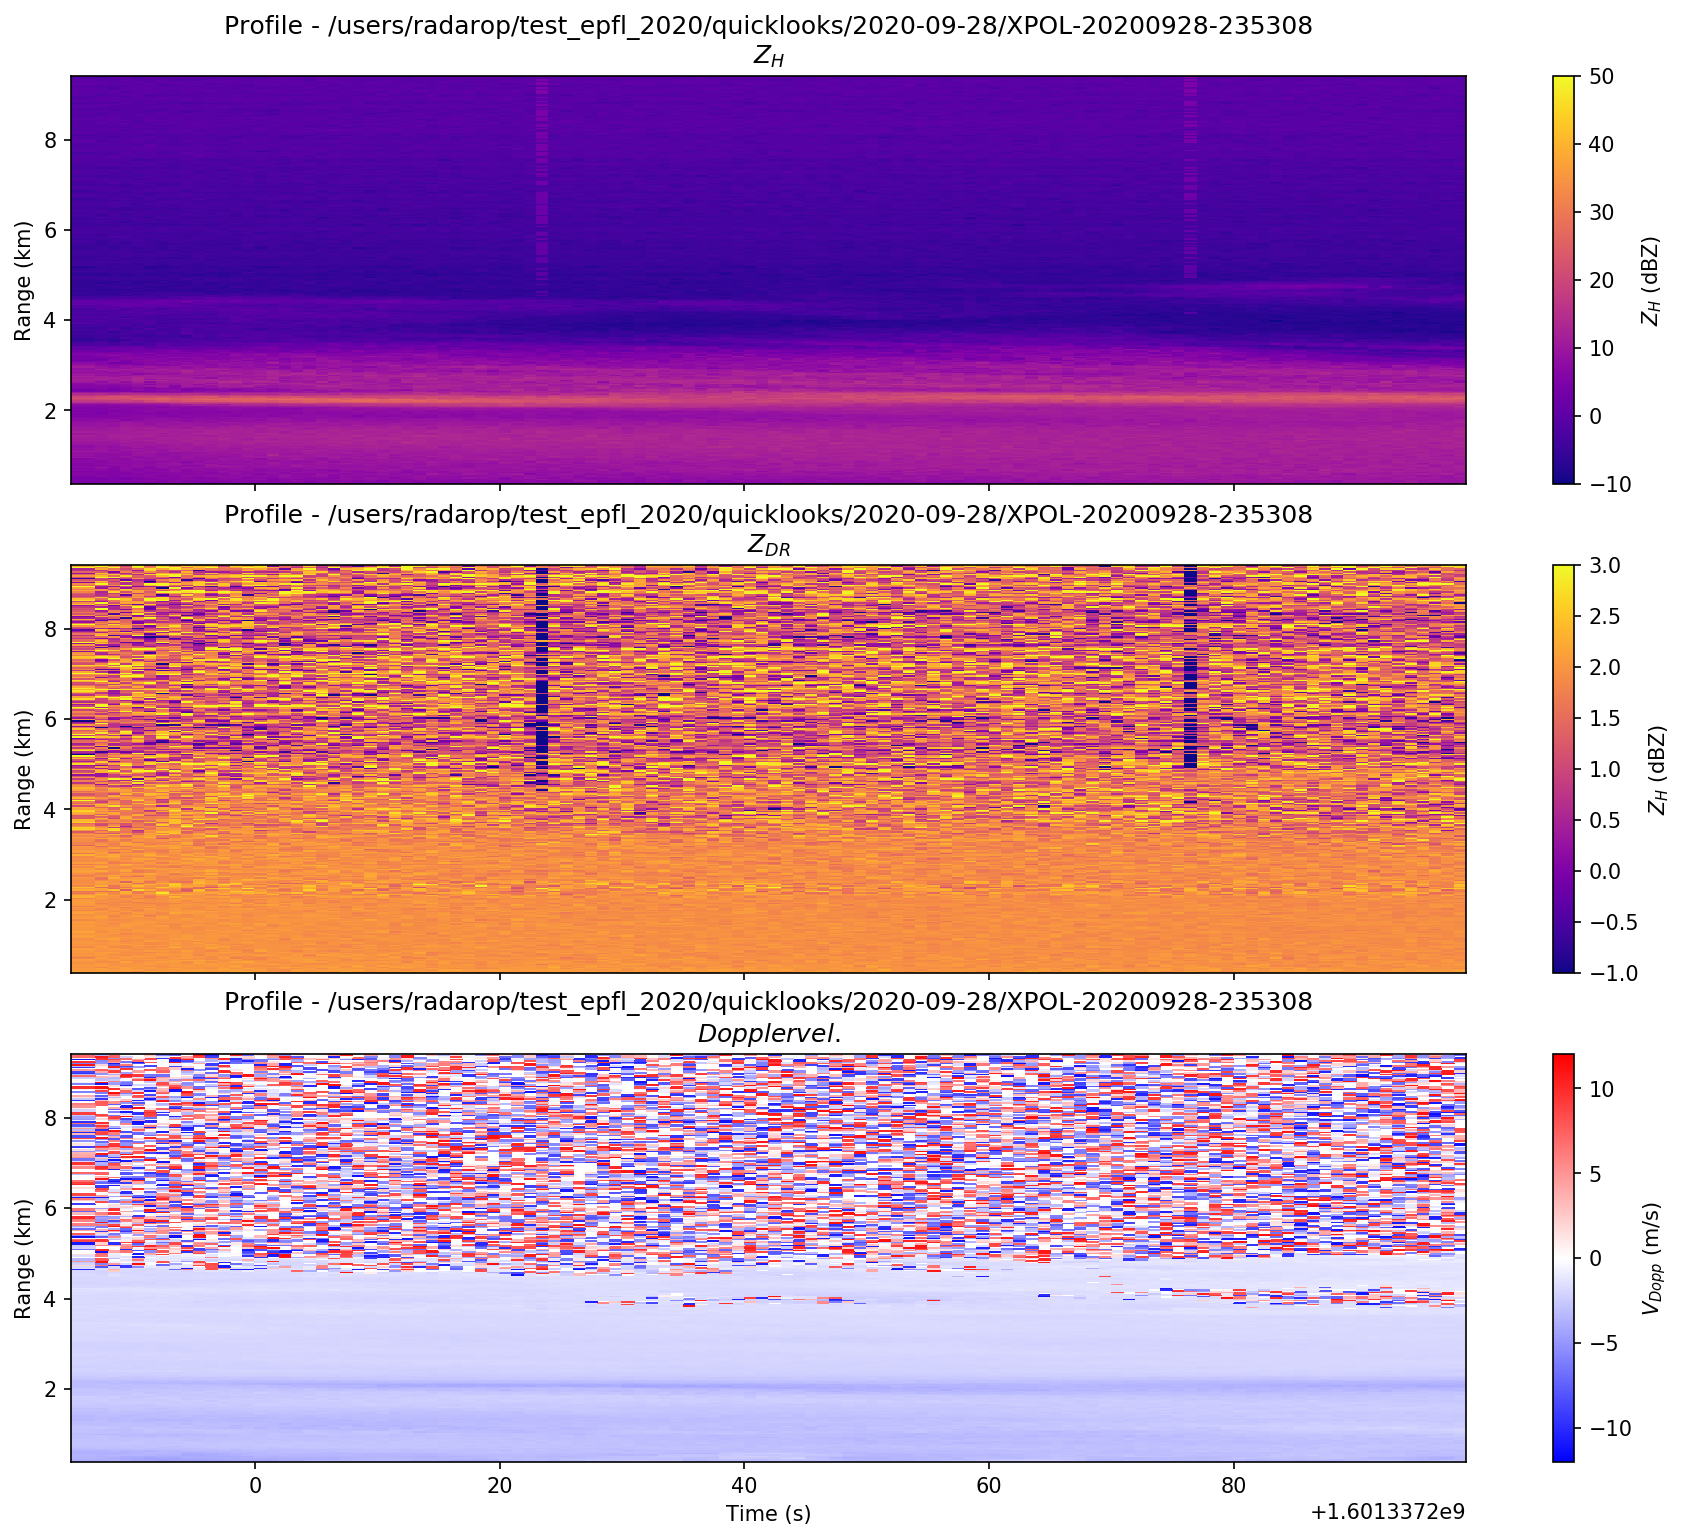 Profile - /users/radarop/test_epfl_2020/quicklooks/2020-09-28/XPOL-20200928-235308
Z_H
8
6
4
2
Range (km)
50
40
30
20
10
0
−10
Z_H (dBZ)
Profile - /users/radarop/test_epfl_2020/quicklooks/2020-09-28/XPOL-20200928-235308
Z_DR
8
6
4
2
Range (km)
3.0
2.5
2.0
1.5
1.0
0.5
0.0
−0.5
−1.0
Z_H (dBZ)
Profile - /users/radarop/test_epfl_2020/quicklooks/2020-09-28/XPOL-20200928-235308
Dopplervel.
8
6
4
2
Range (km)
0 20 40 60 80
Time (s)
+1.6013372e9
10
5
0
−5
−10
V_Dopp (m/s)